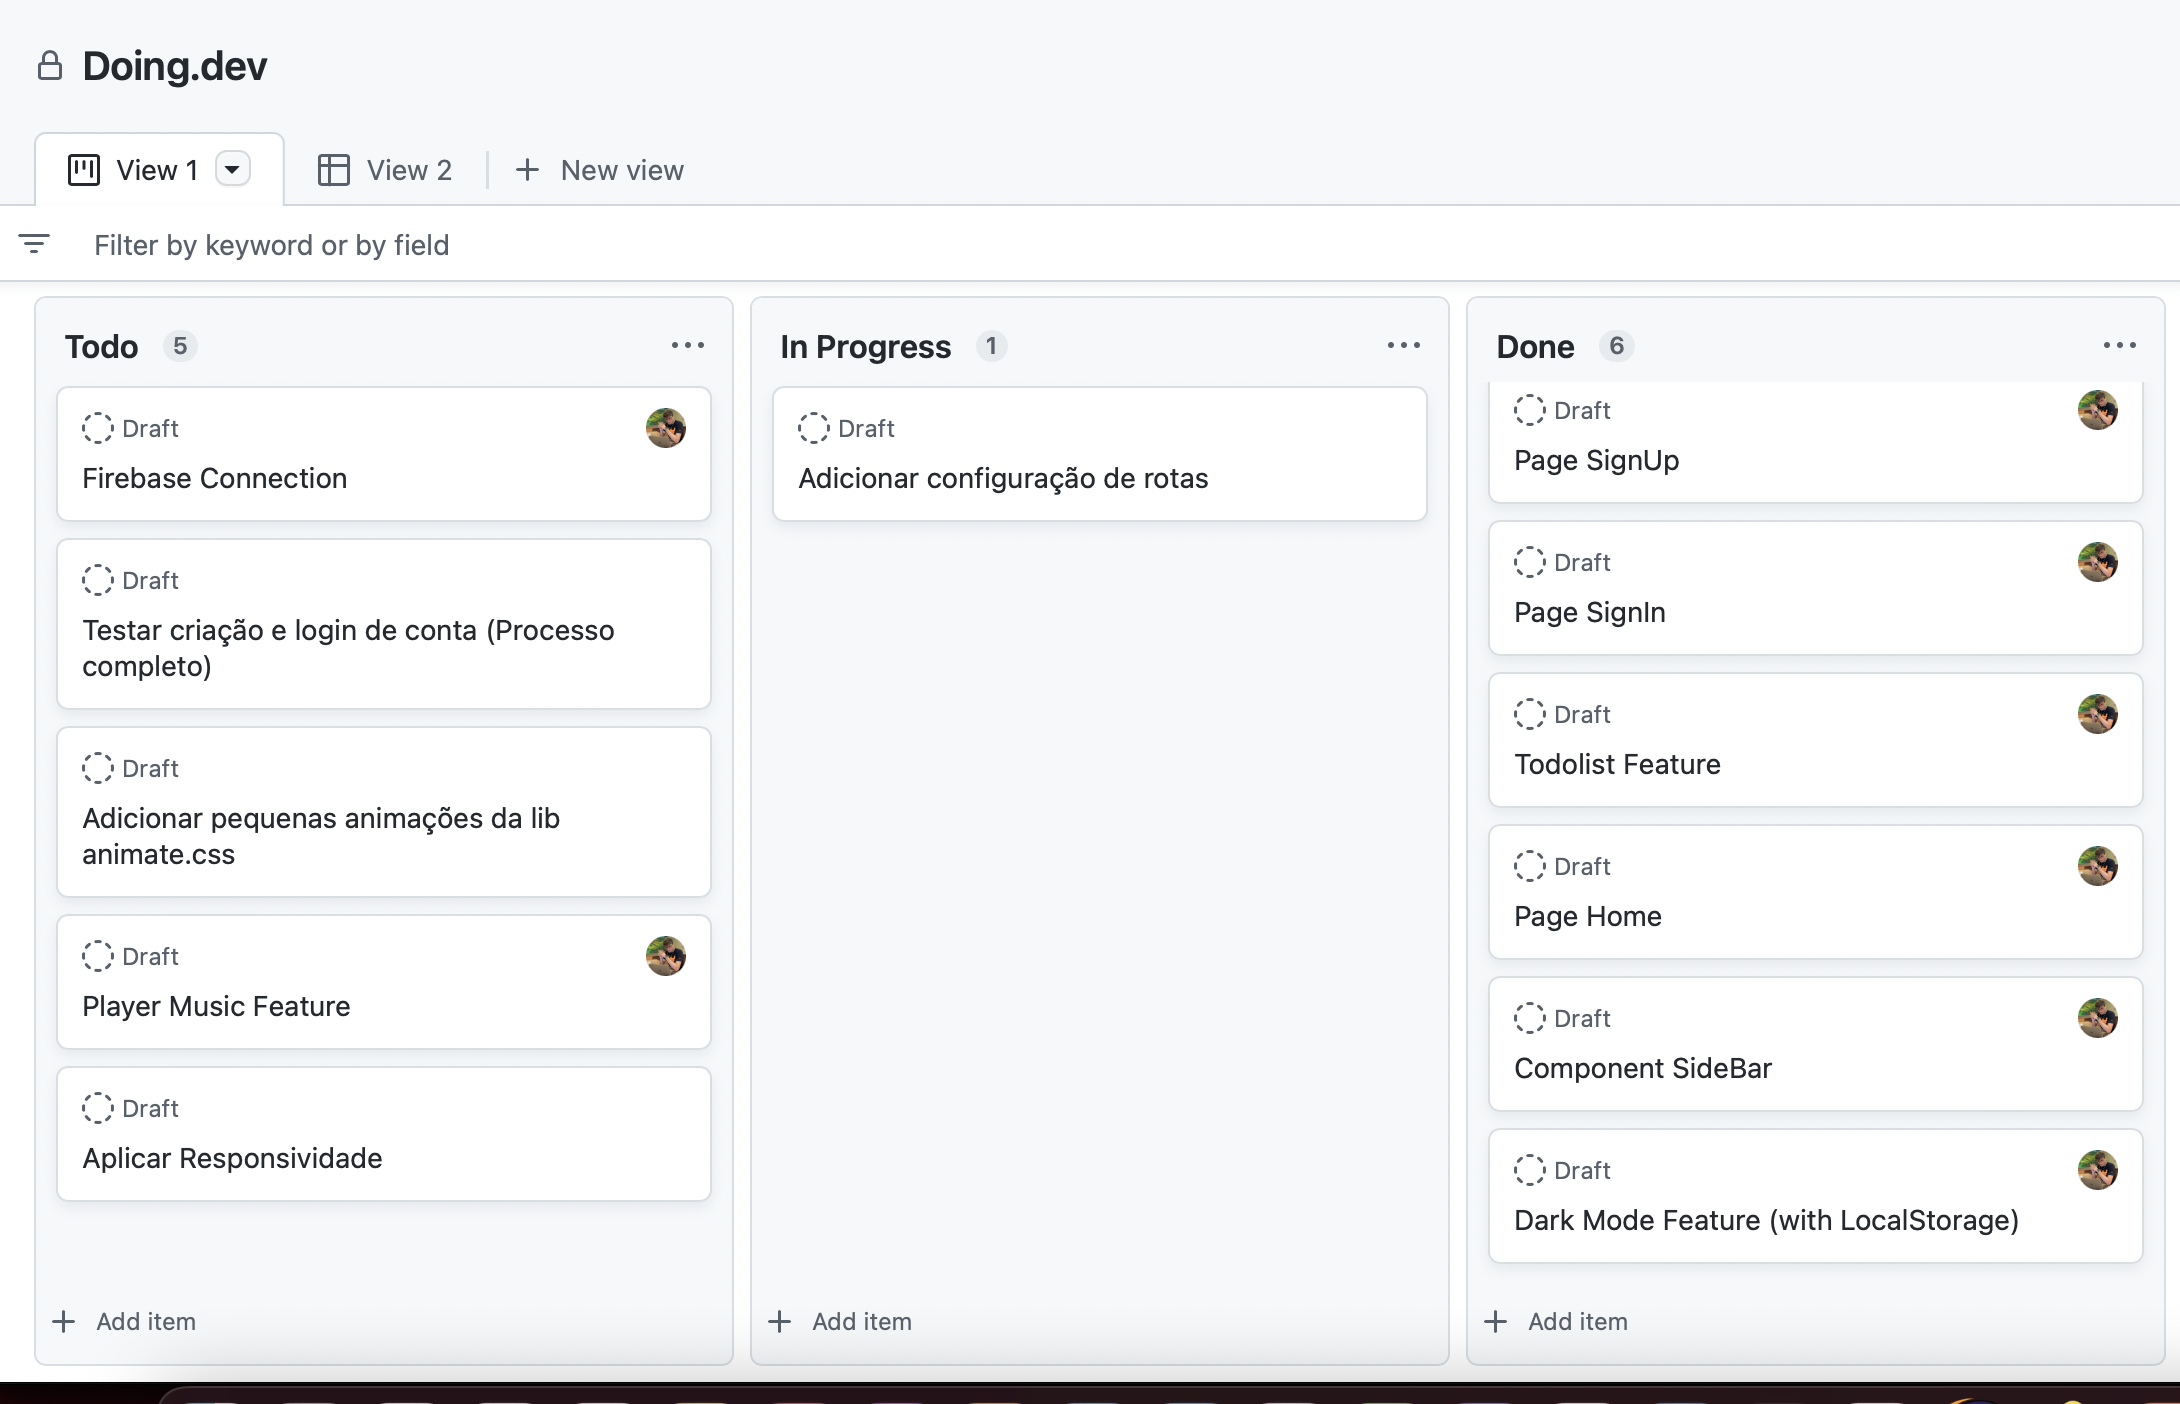 Doing.dev
View 1
View 2
New view
Filter by keyword or by field
Todo 5
Draft
Firebase Connection
Draft
Testar criação e login de conta (Processo
completo)
Draft
Adicionar pequenas animações da lib
animate.css
Draft
Player Music Feature
Draft
Aplicar Responsividade
Add item
In Progress 1
Draft
Adicionar configuração de rotas
Add item
Done 6
Draft
Page SignUp
Draft
Page SignIn
Draft
Todolist Feature
Draft
Page Home
Draft
Component SideBar
Draft
Dark Mode Feature (with LocalStorage)
Add item